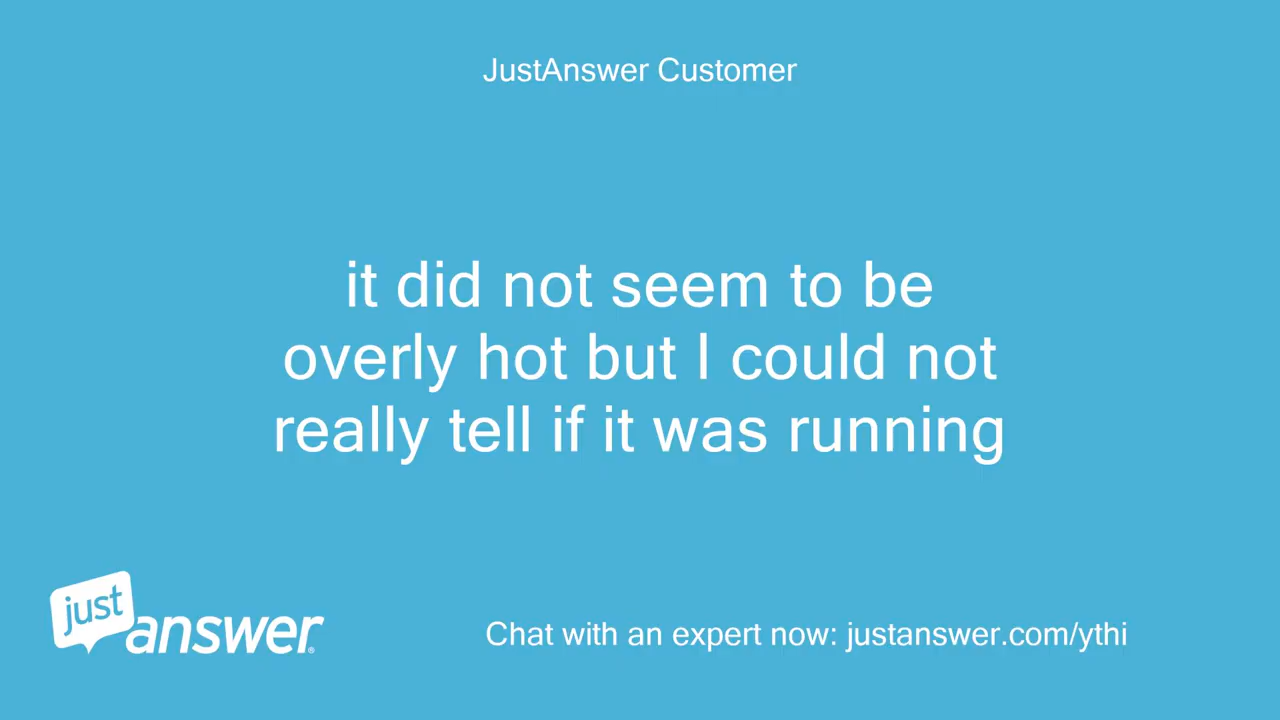 JustAnswer Customer
it did not seem to be
overly hot but I could not
really tell if it was running
just
answer®
Chat with an expert now: justanswer.com/ythi